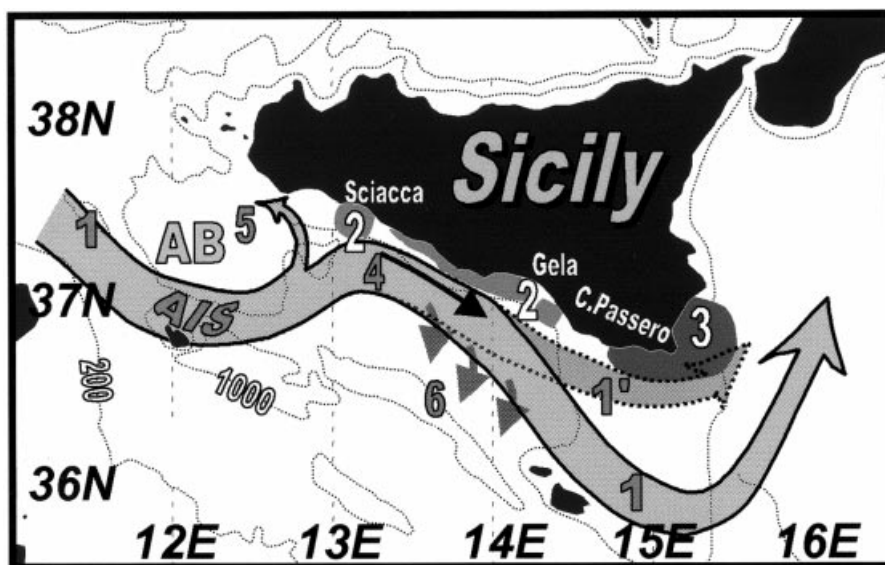 38N
Sicily
Sciacca
1
AB
5
2
4
Gela
37N
AIS
2
C.Passero
3
200
1000
6
1'
36N
1
12E
13E
14E
15E
16E